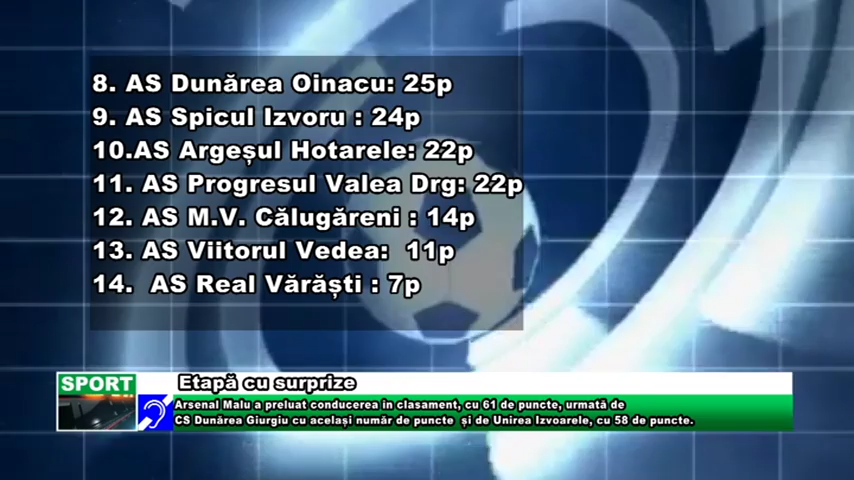 8. AS Dunărea Oinacu: 25p
9. AS Spicul Izvoru : 24p
10.AS Argeșul Hotarele: 22p
11. AS Progresul Valea Drg: 22p
12. AS M.V. Călugăreni : 14p
13. AS Viitorul Vedea:  11p
14.  AS Real Vărăști : 7p
SPORT
Etapă cu surprize
Arsenal Malu a preluat conducerea in clasament, cu 61 de puncte, urmată de
CS Dunărea Giurgiu cu același număr de puncte  și de Unirea Izvoarele, cu 58 de puncte.